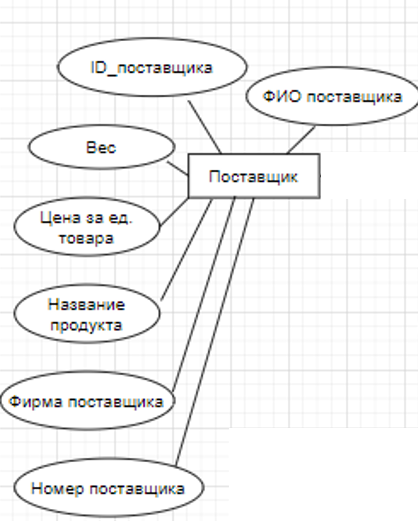 ID_поставщика
ФИО поставщика
Вес
Поставщик
Цена за ед.
товара
Название
продукта
Фирма поставщика
Номер поставщика